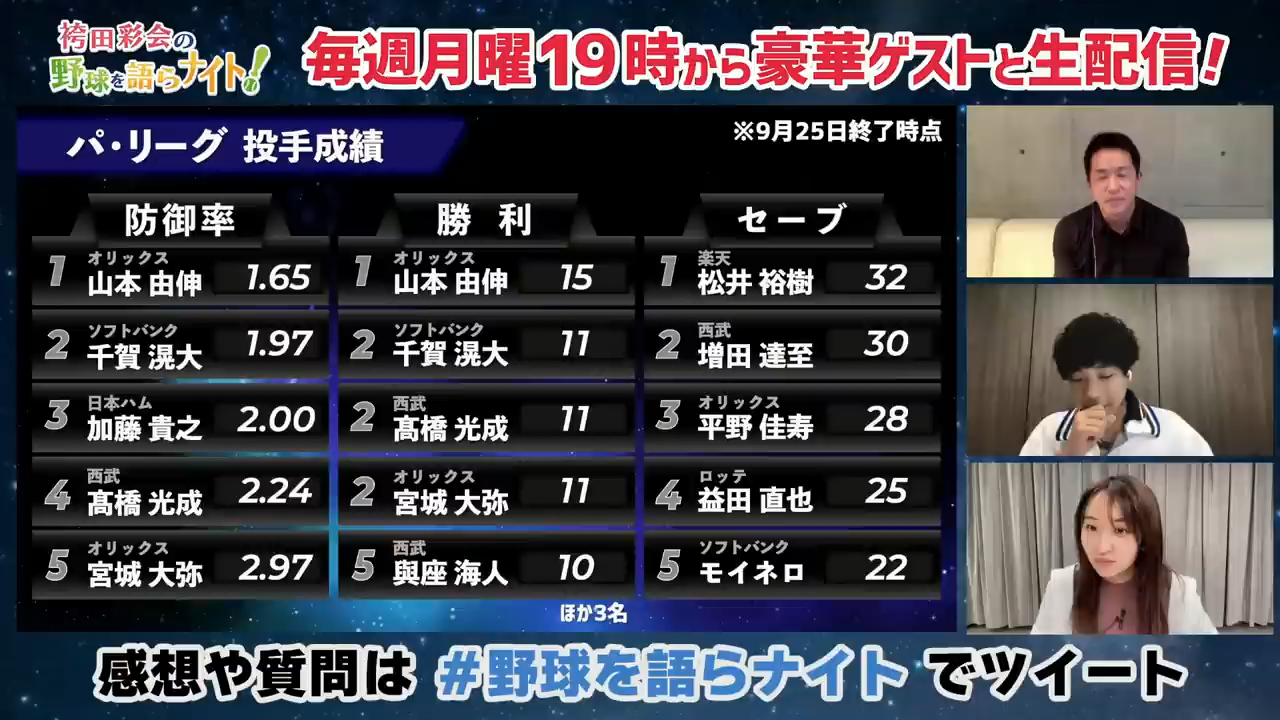 袴田彩会の
野球を語らナイト!
毎週月曜19時から豪華ゲストと生配信!
パ・リーグ 投手成績
※9月25日終了時点
防御率
1 オリックス
山本 由伸 1.65
2 ソフトバンク
千賀 滉大 1.97
3 日本ハム
加藤 貴之 2.00
4 西武
髙橋 光成 2.24
5 オリックス
宮城 大弥 2.97
勝利
1 オリックス
山本 由伸 15
2 ソフトバンク
千賀 滉大 11
2 西武
髙橋 光成 11
2 オリックス
宮城 大弥 11
5 西武
與座 海人 10
ほか3名
セーブ
1 楽天
松井 裕樹 32
2 西武
増田 達至 30
3 オリックス
平野 佳寿 28
4 ロッテ
益田 直也 25
5 ソフトバンク
モイネロ 22
感想や質問は #野球を語らナイト でツイート